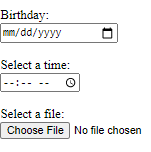 Birthday:
mm/dd/yyyy
Select a time:
--:-- --
Select a file:
Choose File No file chosen